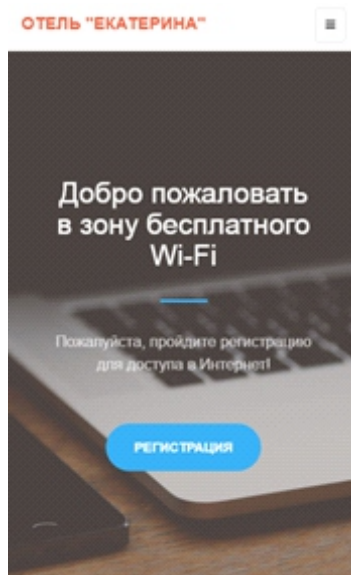 ОТЕЛЬ "ЕКАТЕРИНА"
Добро пожаловать
в зону бесплатного
Wi-Fi
Пожалуйста, пройдите регистрацию
для доступа в Интернет!
РЕГИСТРАЦИЯ